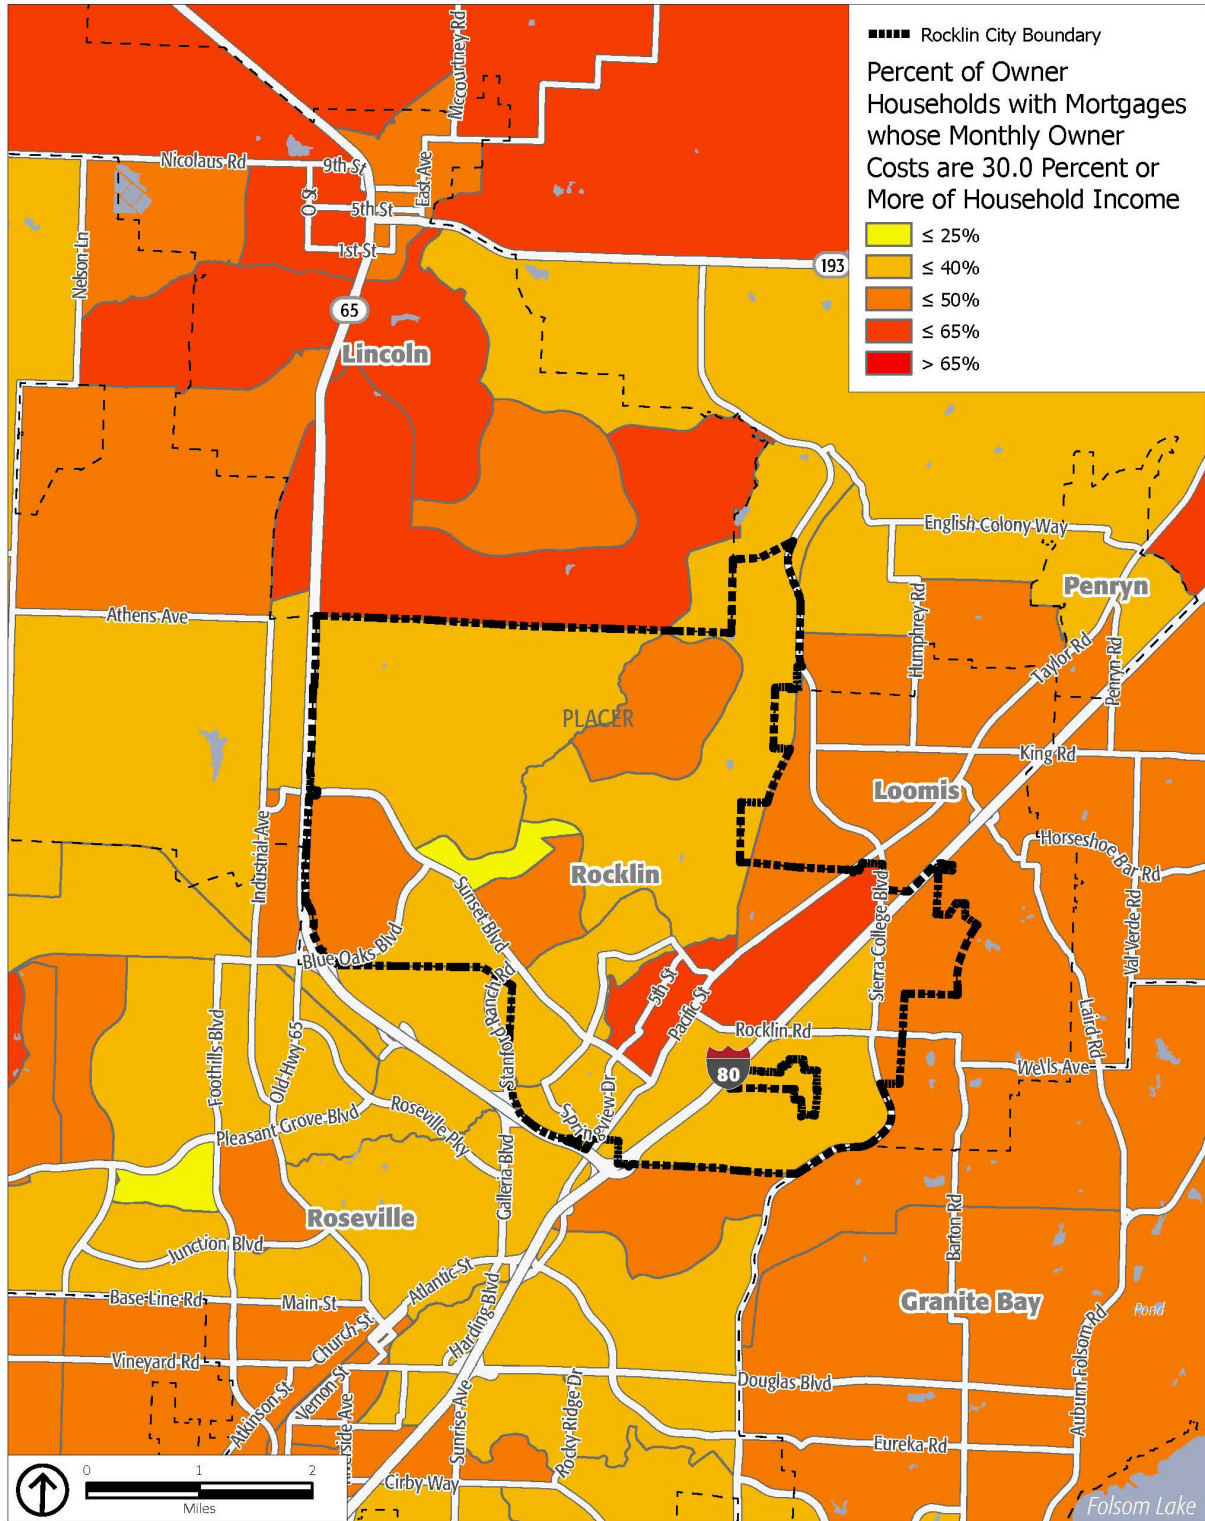 Rocklin City Boundary
Percent of Owner
Households with Mortgages
whose Monthly Owner
Costs are 30.0 Percent or
More of Household Income
≤ 25%
≤ 40%
≤ 50%
≤ 65%
> 65%
Mccourtney Rd
Nicolaus Rd
9th St
East Ave
O St
5th St
1st St
193
Nelson Ln
65
Lincoln
English Colony Way
Penryn
Athens Ave
Humphrey Rd
Taylor Rd
Penryn Rd
PLACER
King Rd
Loomis
Industrial Ave
Horseshoe Bar Rd
Rocklin
Sunset Blvd
Sierra College Blvd
Val Verde Rd
Blue Oaks Blvd
5th St
Pacific St
Stanford Ranch Rd
Laird Rd
Foothills Blvd
Old Hwy 65
Rocklin Rd
80
Wells Ave
Springview Dr
Pleasant Grove Blvd
Roseville Pky
Galleria Blvd
Roseville
Junction Blvd
Barton Rd
Atlantic St
Base Line Rd
Main St
Harding Blvd
Granite Bay
Pond
Church St
Vineyard Rd
Vernon St
Douglas Blvd
Auburn Folsom Rd
Atkinson St
erside Ave
Sunrise Ave
Rocky Ridge Dr
Eureka Rd
Cirby Way
0 1 2
Miles
Folsom Lake